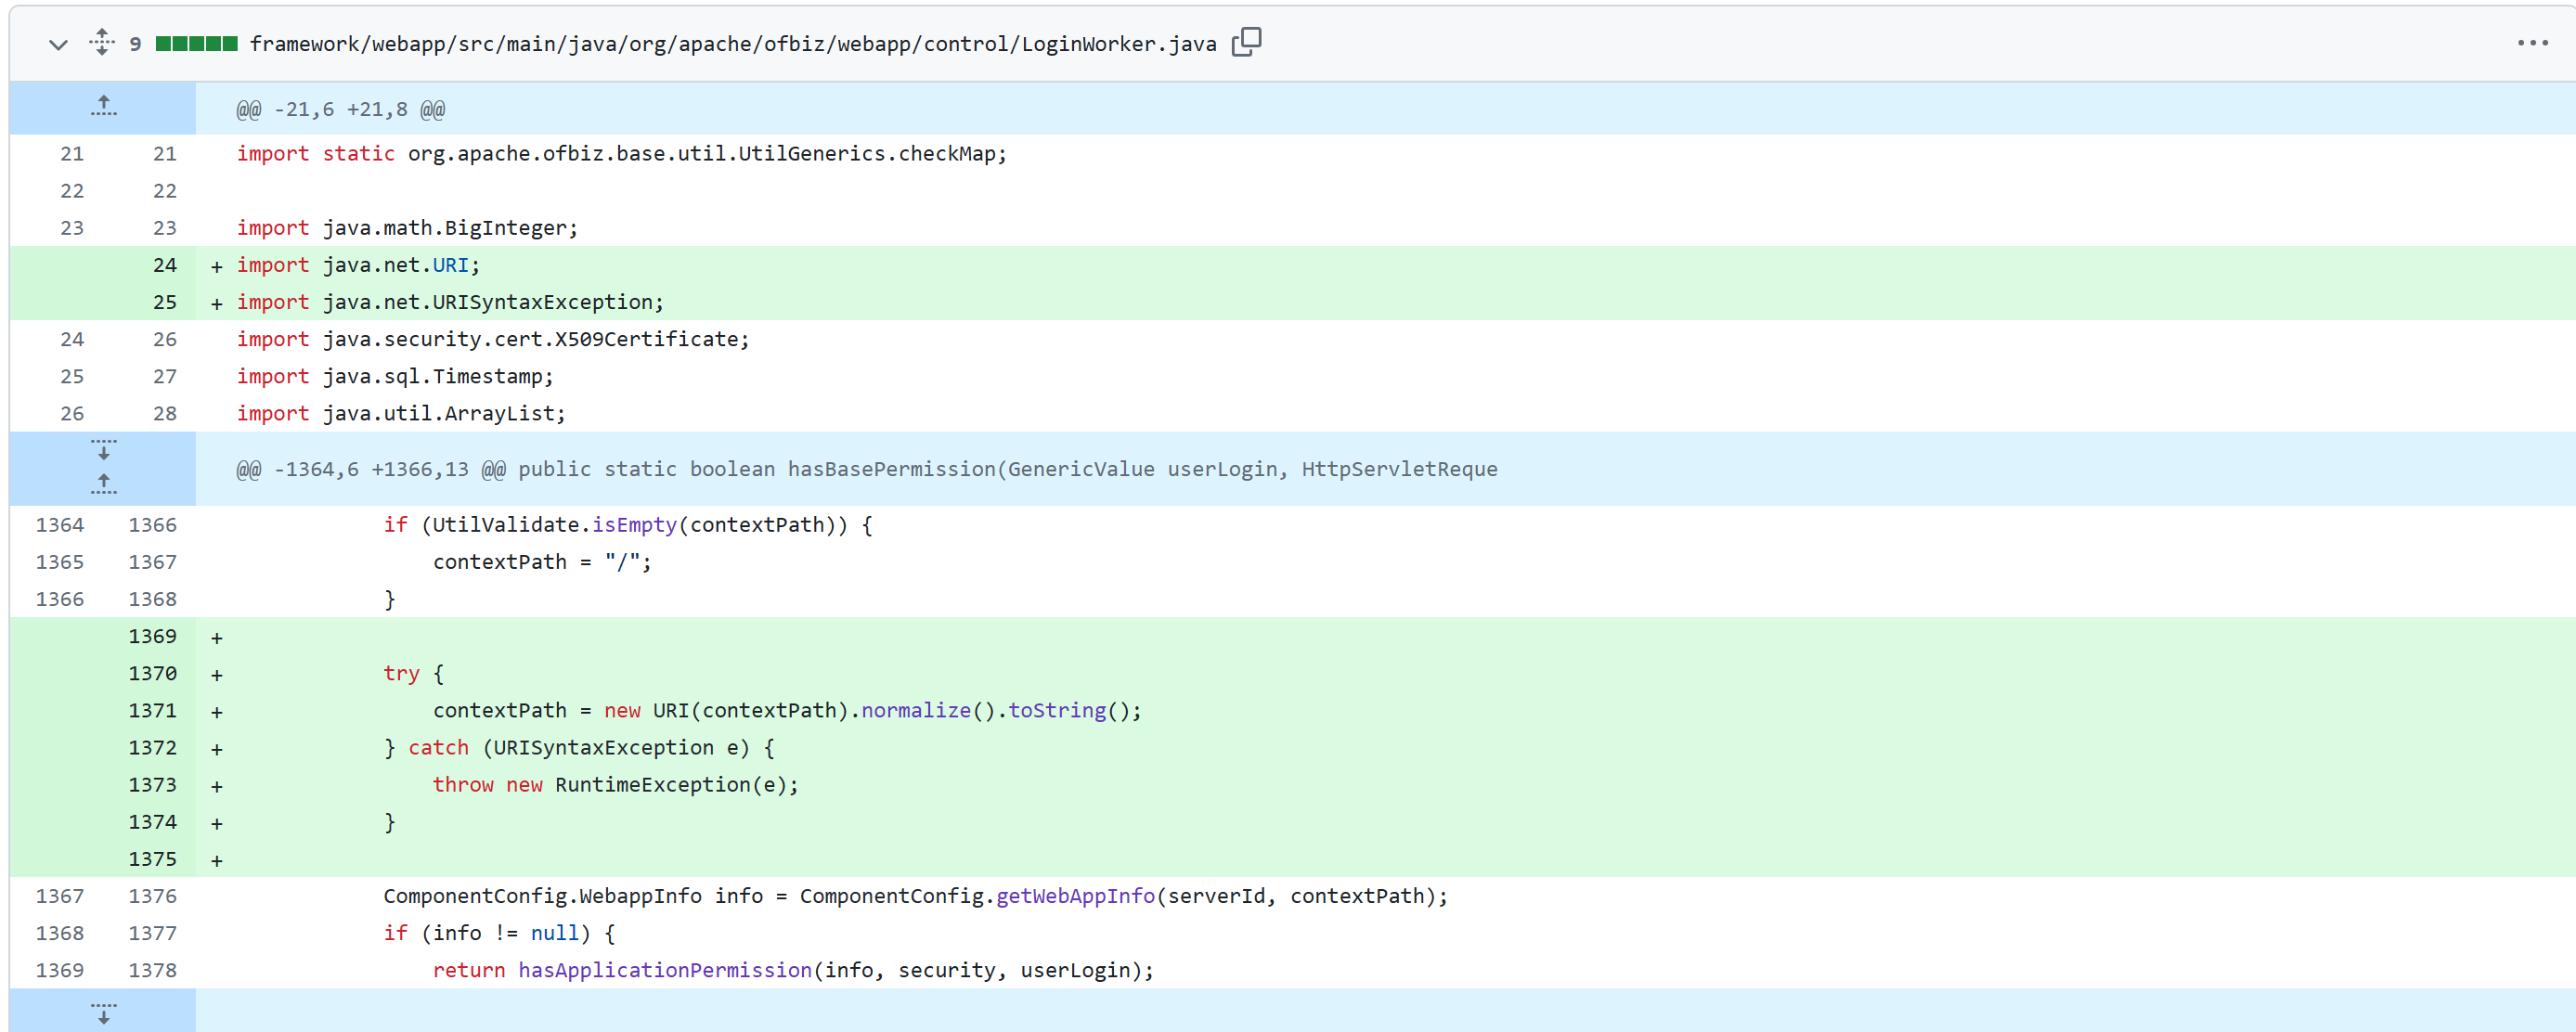 9 framework/webapp/src/main/java/org/apache/ofbiz/webapp/control/LoginWorker.java
@@ -21,6 +21,8 @@
21 21 import static org.apache.ofbiz.base.util.UtilGenerics.checkMap;
22 22
23 23 import java.math.BigInteger;
24 + import java.net.URI;
25 + import java.net.URISyntaxException;
24 26 import java.security.cert.X509Certificate;
25 27 import java.sql.Timestamp;
26 28 import java.util.ArrayList;
@@ -1364,6 +1366,13 @@ public static boolean hasBasePermission(GenericValue userLogin, HttpServletReque
1364 1366 if (UtilValidate.isEmpty(contextPath)) {
1365 1367 contextPath = "/";
1366 1368 }
1369 +
1370 + try {
1371 + contextPath = new URI(contextPath).normalize().toString();
1372 + } catch (URISyntaxException e) {
1373 + throw new RuntimeException(e);
1374 + }
1375 +
1367 1376 ComponentConfig.WebappInfo info = ComponentConfig.getWebAppInfo(serverId, contextPath);
1368 1377 if (info != null) {
1369 1378 return hasApplicationPermission(info, security, userLogin);